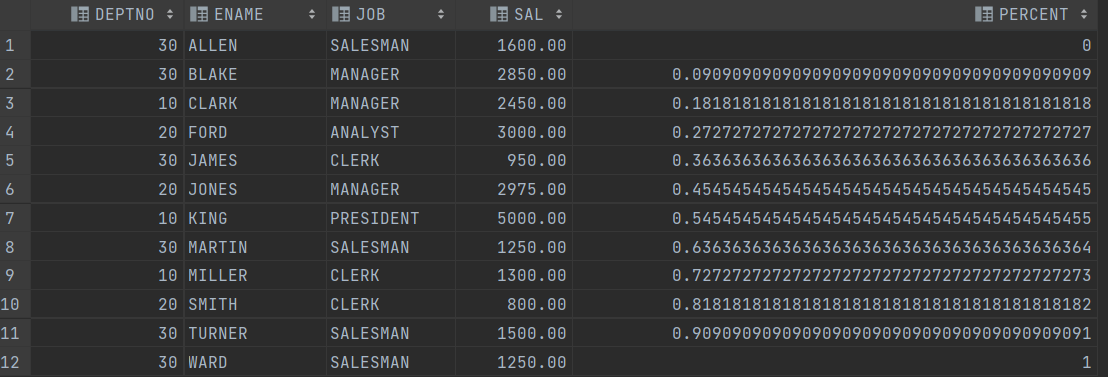 DEPTNO ENAME JOB SAL PERCENT
1 30 ALLEN SALESMAN 1600.00 0
2 30 BLAKE MANAGER 2850.00 0.0909090909090909090909090909090909090909
3 10 CLARK MANAGER 2450.00 0.1818181818181818181818181818181818181818
4 20 FORD ANALYST 3000.00 0.2727272727272727272727272727272727272727
5 30 JAMES CLERK 950.00 0.3636363636363636363636363636363636363636
6 20 JONES MANAGER 2975.00 0.4545454545454545454545454545454545454545
7 10 KING PRESIDENT 5000.00 0.5454545454545454545454545454545454545455
8 30 MARTIN SALESMAN 1250.00 0.6363636363636363636363636363636363636364
9 10 MILLER CLERK 1300.00 0.7272727272727272727272727272727272727273
10 20 SMITH CLERK 800.00 0.8181818181818181818181818181818181818182
11 30 TURNER SALESMAN 1500.00 0.9090909090909090909090909090909090909091
12 30 WARD SALESMAN 1250.00 1